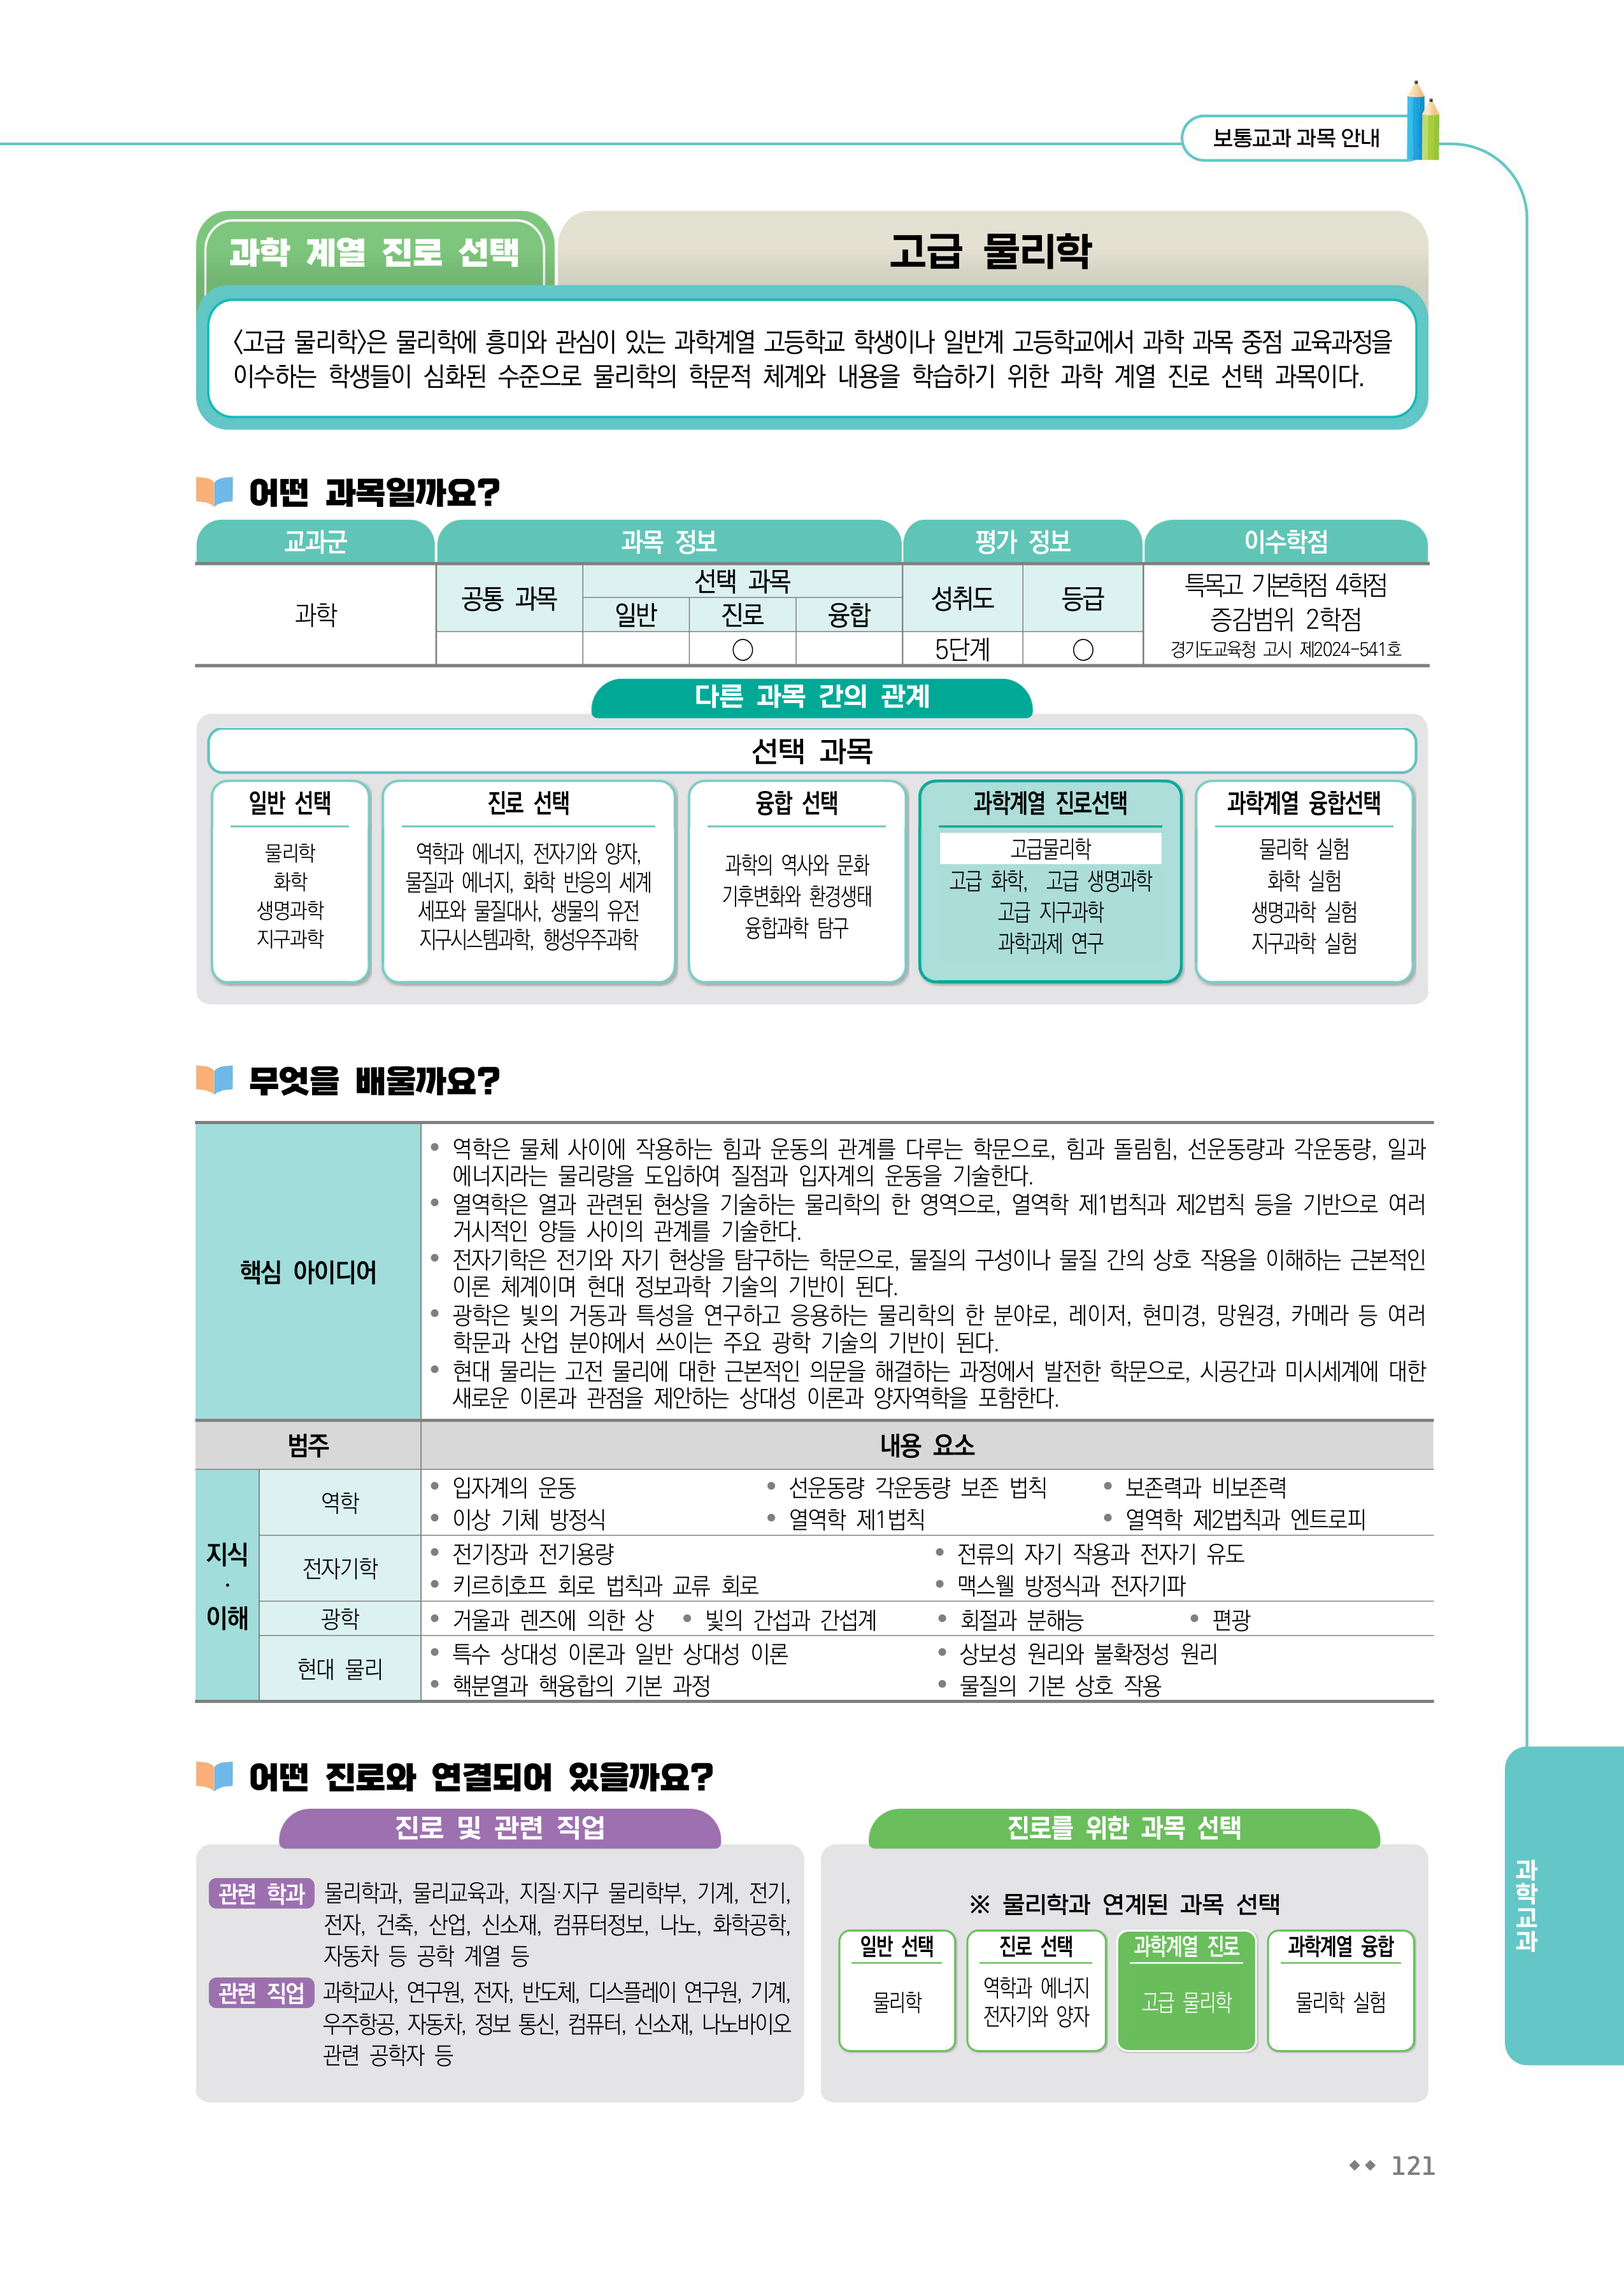 보통교과 과목 안내
과학 계열 진로 선택
고급 물리학
〈고급 물리학〉은 물리학에 흥미와 관심이 있는 과학계열 고등학교 학생이나 일반계 고등학교에서 과학 과목 중점 교육과정을
이수하는 학생들이 심화된 수준으로 물리학의 학문적 체계와 내용을 학습하기 위한 과학 계열 진로 선택 과목이다.
어떤 과목일까요?
교과군 과목 정보 평가 정보 이수학점
과학
공통 과목
선택 과목
일반 진로 융합
성취도 등급
○ 5단계 ○
특목고 기본학점 4학점
증감범위 2학점
경기도교육청 고시 제2024-541호
다른 과목 간의 관계
선택 과목
일반 선택
물리학
화학
생명과학
지구과학
진로 선택
역학과 에너지, 전자기와 양자,
물질과 에너지, 화학 반응의 세계
세포와 물질대사, 생물의 유전
지구시스템과학, 행성우주과학
융합 선택
과학의 역사와 문화
기후변화와 환경생태
융합과학 탐구
과학계열 진로선택
고급물리학
고급 화학, 고급 생명과학
고급 지구과학
과학과제 연구
과학계열 융합선택
물리학 실험
화학 실험
생명과학 실험
지구과학 실험
무엇을 배울까요?
핵심 아이디어
• 역학은 물체 사이에 작용하는 힘과 운동의 관계를 다루는 학문으로, 힘과 돌림힘, 선운동량과 각운동량, 일과
에너지라는 물리량을 도입하여 질점과 입자계의 운동을 기술한다.
• 열역학은 열과 관련된 현상을 기술하는 물리학의 한 영역으로, 열역학 제1법칙과 제2법칙 등을 기반으로 여러
거시적인 양들 사이의 관계를 기술한다.
• 전자기학은 전기와 자기 현상을 탐구하는 학문으로, 물질의 구성이나 물질 간의 상호 작용을 이해하는 근본적인
이론 체계이며 현대 정보과학 기술의 기반이 된다.
• 광학은 빛의 거동과 특성을 연구하고 응용하는 물리학의 한 분야로, 레이저, 현미경, 망원경, 카메라 등 여러
학문과 산업 분야에서 쓰이는 주요 광학 기술의 기반이 된다.
• 현대 물리는 고전 물리에 대한 근본적인 의문을 해결하는 과정에서 발전한 학문으로, 시공간과 미시세계에 대한
새로운 이론과 관점을 제안하는 상대성 이론과 양자역학을 포함한다.
범주 내용 요소
지식
·
이해
역학
• 입자계의 운동 • 선운동량 각운동량 보존 법칙 • 보존력과 비보존력
• 이상 기체 방정식 • 열역학 제1법칙 • 열역학 제2법칙과 엔트로피
전자기학
• 전기장과 전기용량 • 전류의 자기 작용과 전자기 유도
• 키르히호프 회로 법칙과 교류 회로 • 맥스웰 방정식과 전자기파
광학
• 거울과 렌즈에 의한 상 • 빛의 간섭과 간섭계 • 회절과 분해능 • 편광
현대 물리
• 특수 상대성 이론과 일반 상대성 이론 • 상보성 원리와 불확정성 원리
• 핵분열과 핵융합의 기본 과정 • 물질의 기본 상호 작용
어떤 진로와 연결되어 있을까요?
진로 및 관련 직업
관련 학과 물리학과, 물리교육과, 지질·지구 물리학부, 기계, 전기,
전자, 건축, 산업, 신소재, 컴퓨터정보, 나노, 화학공학,
자동차 등 공학 계열 등
관련 직업 과학교사, 연구원, 전자, 반도체, 디스플레이 연구원, 기계,
우주항공, 자동차, 정보 통신, 컴퓨터, 신소재, 나노바이오
관련 공학자 등
진로를 위한 과목 선택
※ 물리학과 연계된 과목 선택
일반 선택
물리학
진로 선택
역학과 에너지
전자기와 양자
과학계열 진로
고급 물리학
과학계열 융합
물리학 실험
과학교과
121